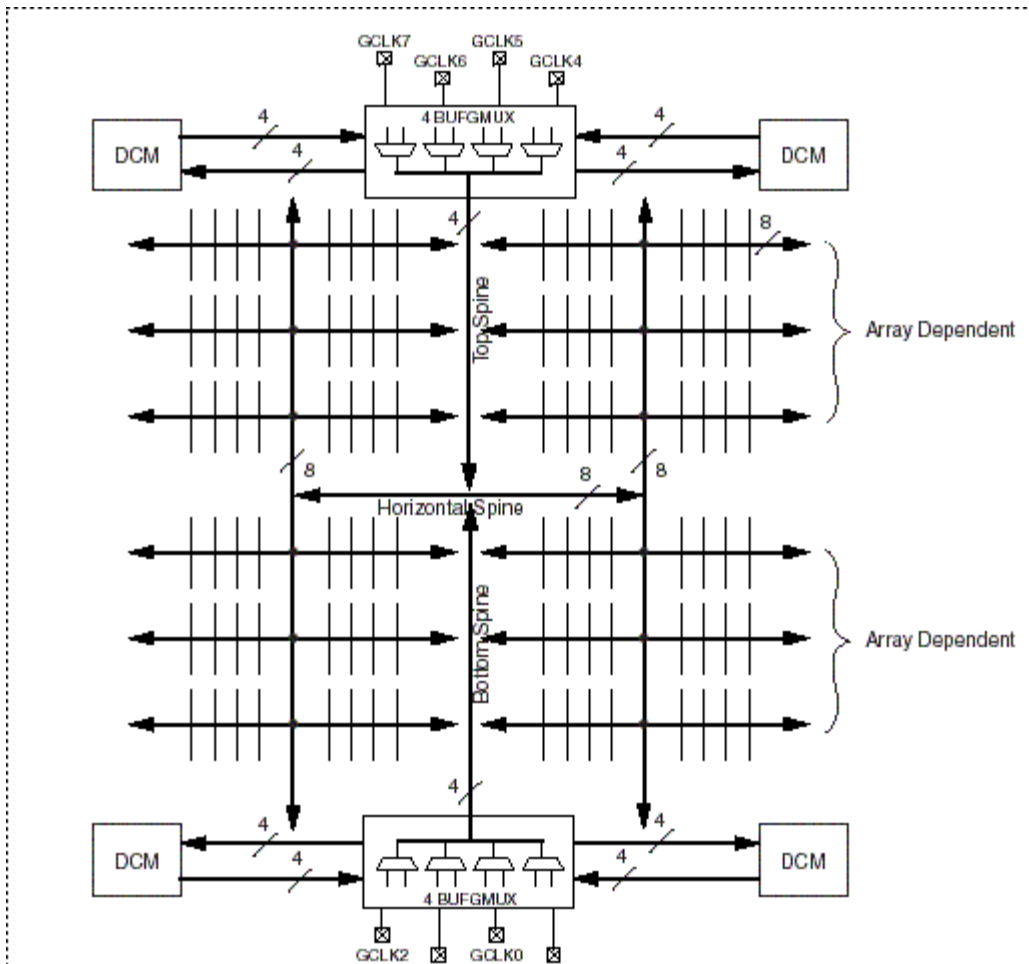 GCLK7
GCLK5
GCLK6
GCLK4
4 BUFGMUX
4
4
DCM
DCM
4
4
4
8
Top Spine
Array Dependent
8
8
8
Horizontal Spine
Bottom Spine
Array Dependent
4
4
4
DCM
DCM
4
4
4 BUFGMUX
GCLK2
GCLK0